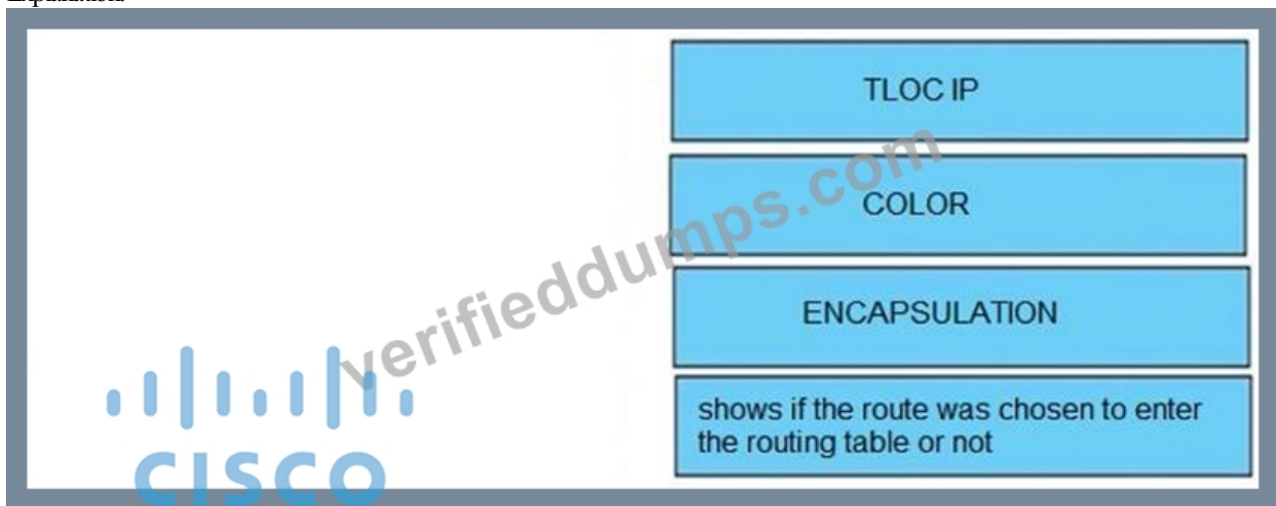 Explanation:
TLOC IP
COLOR
ENCAPSULATION
shows if the route was chosen to enter
the routing table or not
verifieddumps.com
CISCO